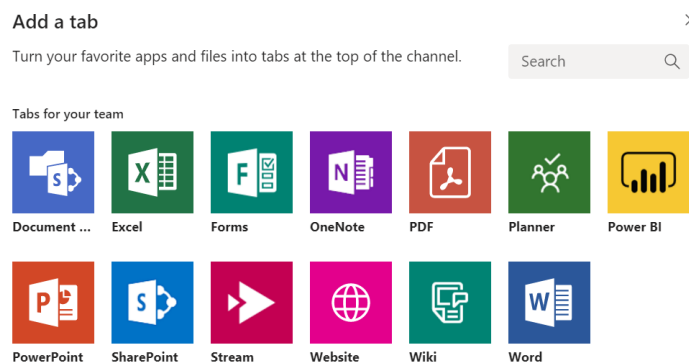 Add a tab
Turn your favorite apps and files into tabs at the top of the channel.
Search
Tabs for your team
S X F N P
Document ... Excel Forms OneNote PDF Planner Power BI
P S W
PowerPoint SharePoint Stream Website Wiki Word